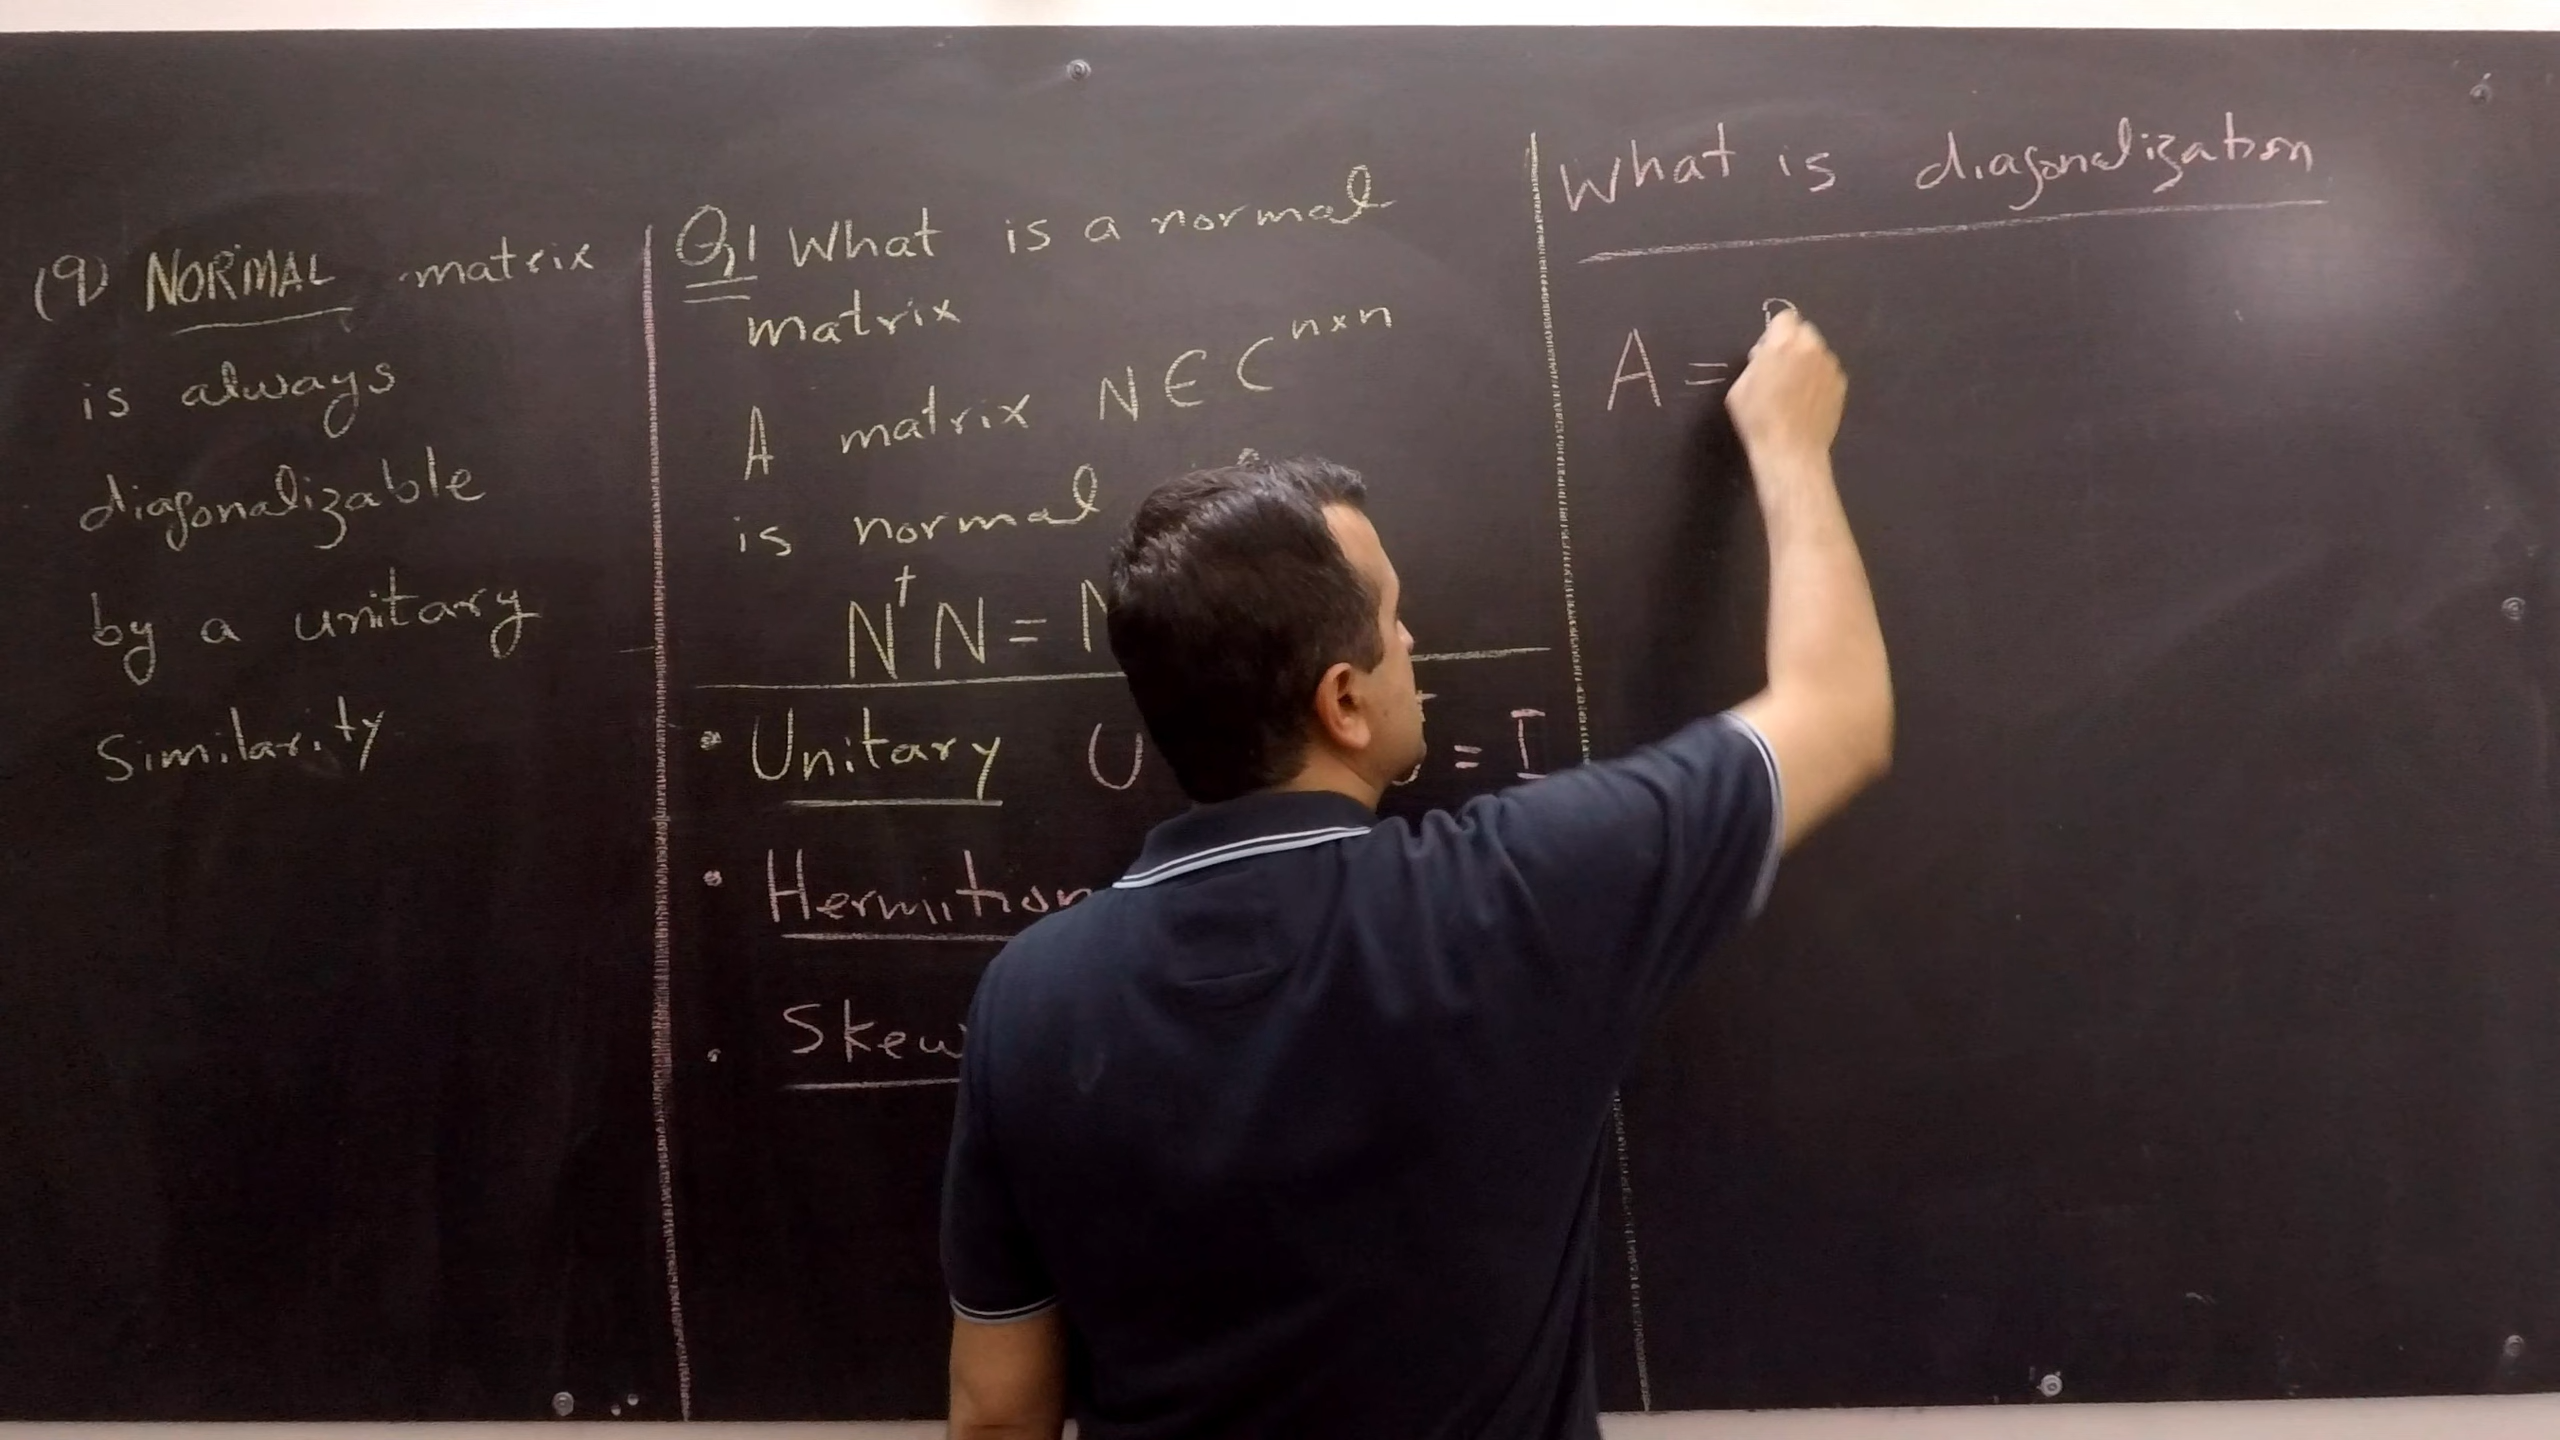 (9) NORMAL matrix
is always
diagonalizable
by a unitary
Similarity
Q1 What is a normal
matrix
A matrix N ∈ C^{n×n}
is normal
N^† N =
• Unitary U = I
• Hermitian
• Skew
What is diagonalization
A =